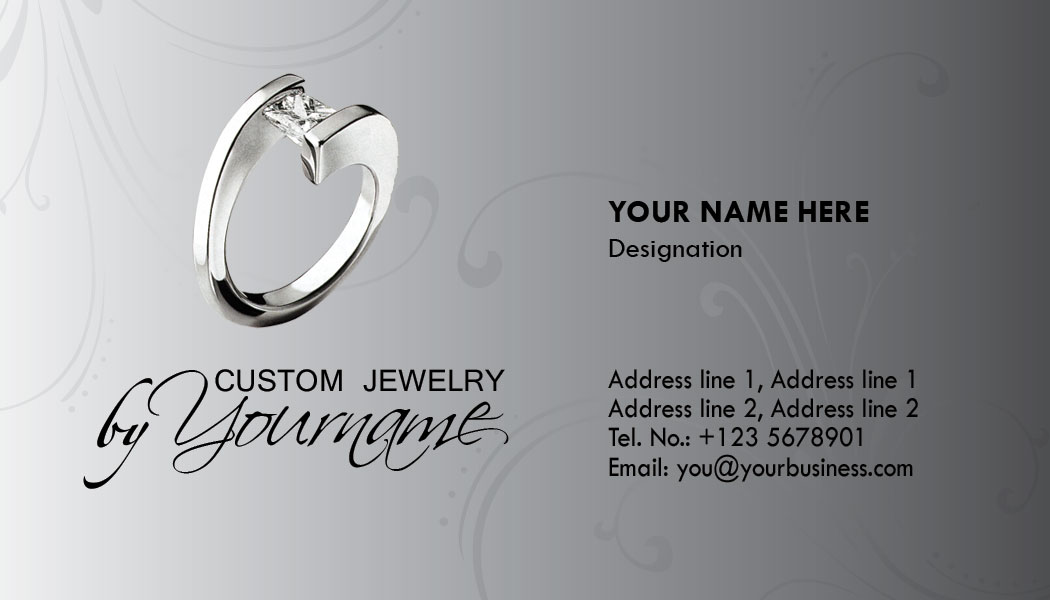 CUSTOM JEWELRY
by Yourname
YOUR NAME HERE
Designation
Address line 1, Address line 1
Address line 2, Address line 2
Tel. No.: +123 5678901
Email: you@yourbusiness.com